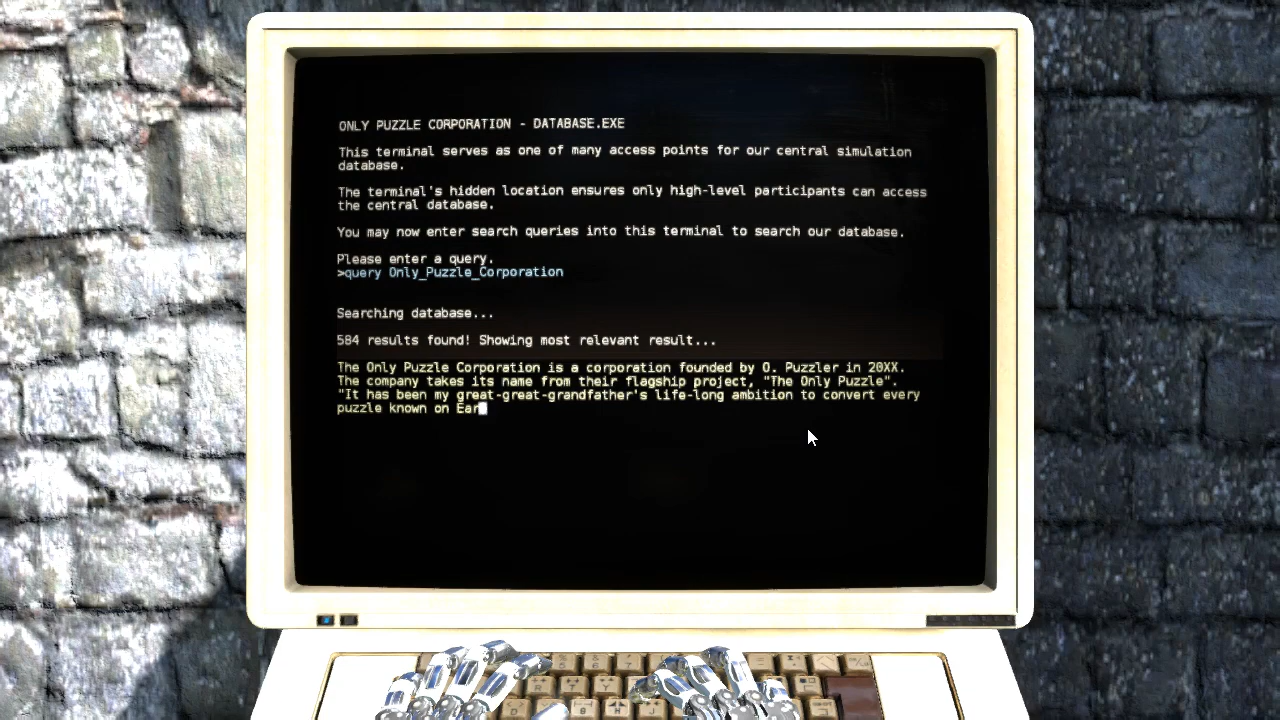 ONLY PUZZLE CORPORATION - DATABASE.EXE
This terminal serves as one of many access points for our central simulation
database.
The terminal's hidden location ensures only high-level participants can access
the central database.
You may now enter search queries into this terminal to search our database.
Please enter a query.
>query Only_Puzzle_Corporation
Searching database...
584 results found! Showing most relevant result...
The Only Puzzle Corporation is a corporation founded by O. Puzzler in 20XX.
The company takes its name from their flagship project, "The Only Puzzle".
"It has been my great-great-grandfather's life-long ambition to convert every
puzzle known on Ear